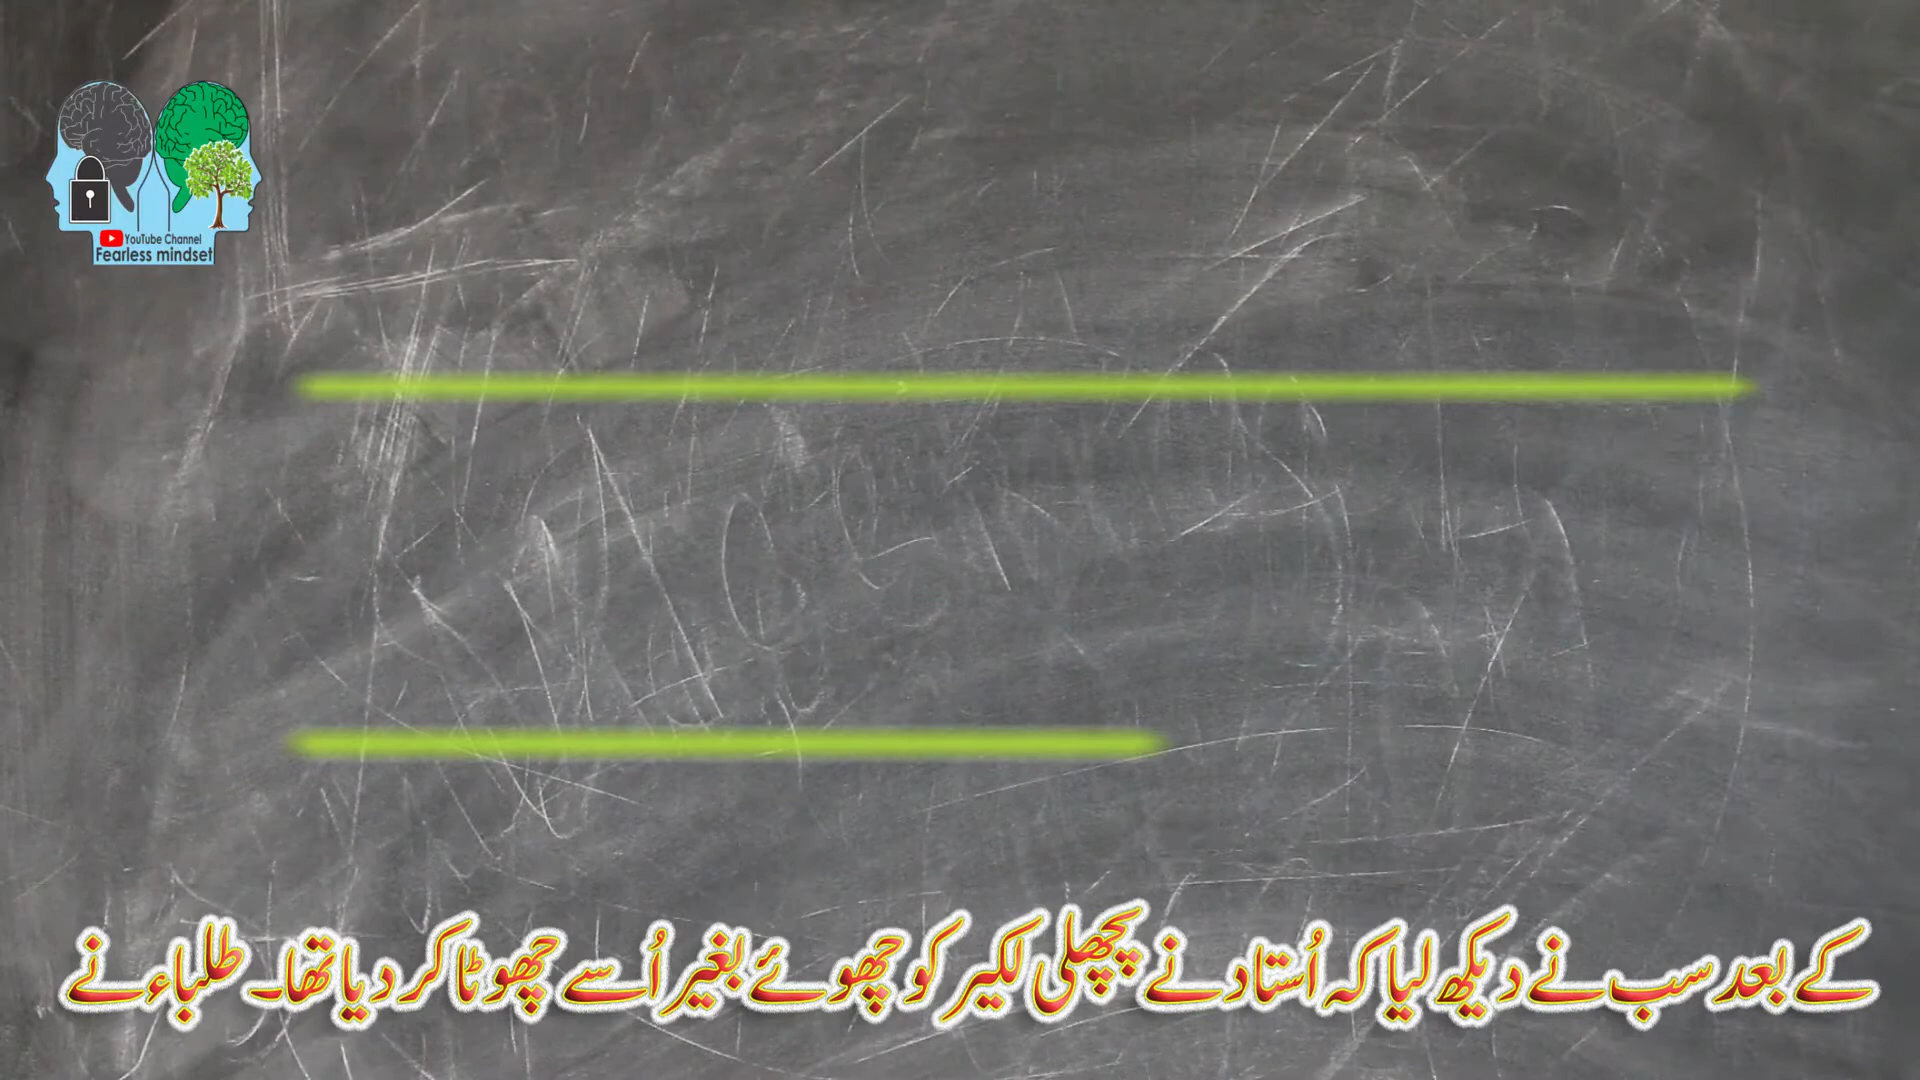 YouTube Channel
Fearless mindset
کے بعد سب نے دیکھ لیا کہ اُستاد نے پچھلی لکیر کو چھوئے بغیر اُسے چھوٹا کر دیا تھا۔ طلباء نے